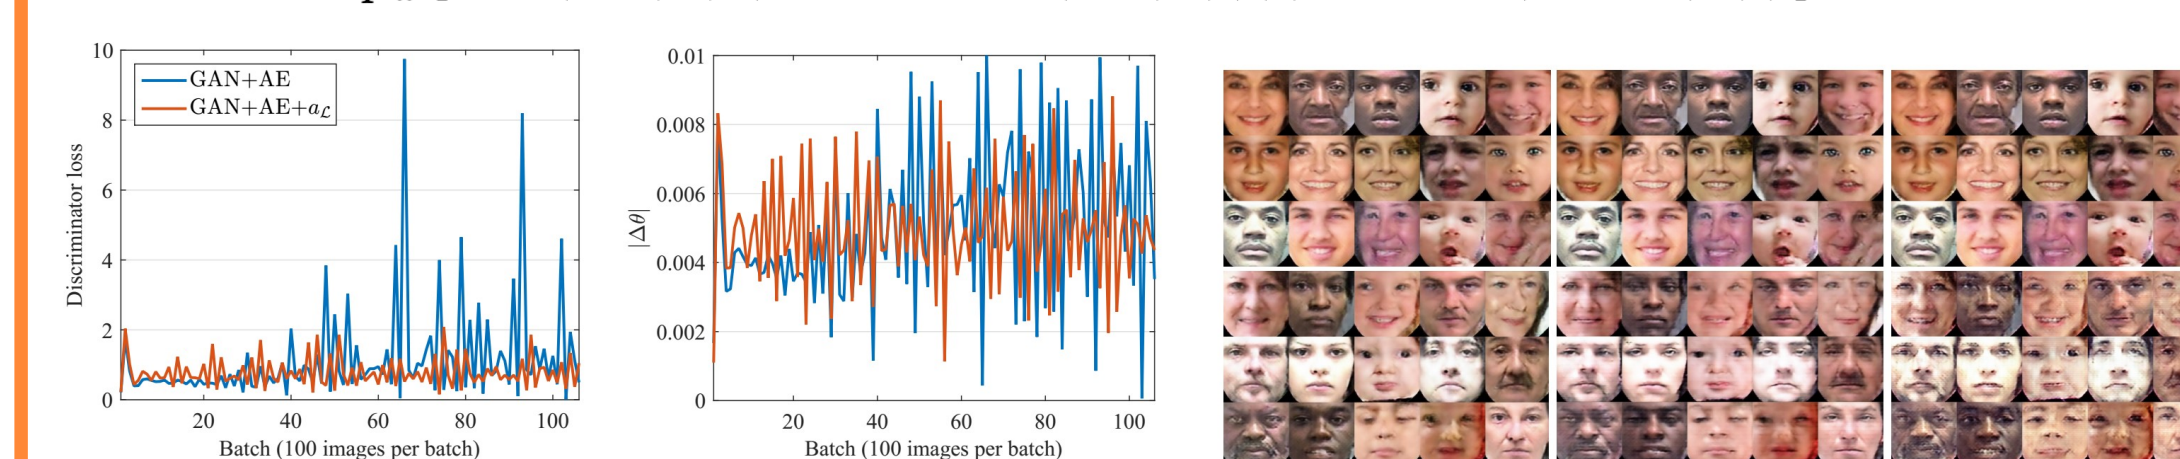 10
8
6
4
2
0
Discriminator loss
GAN+AE
GAN+AE+$a_{\mathcal{L}}$
20 40 60 80 100
Batch (100 images per batch)
0.01
0.008
0.006
0.004
0.002
0
|Δθ|
20 40 60 80 100
Batch (100 images per batch)